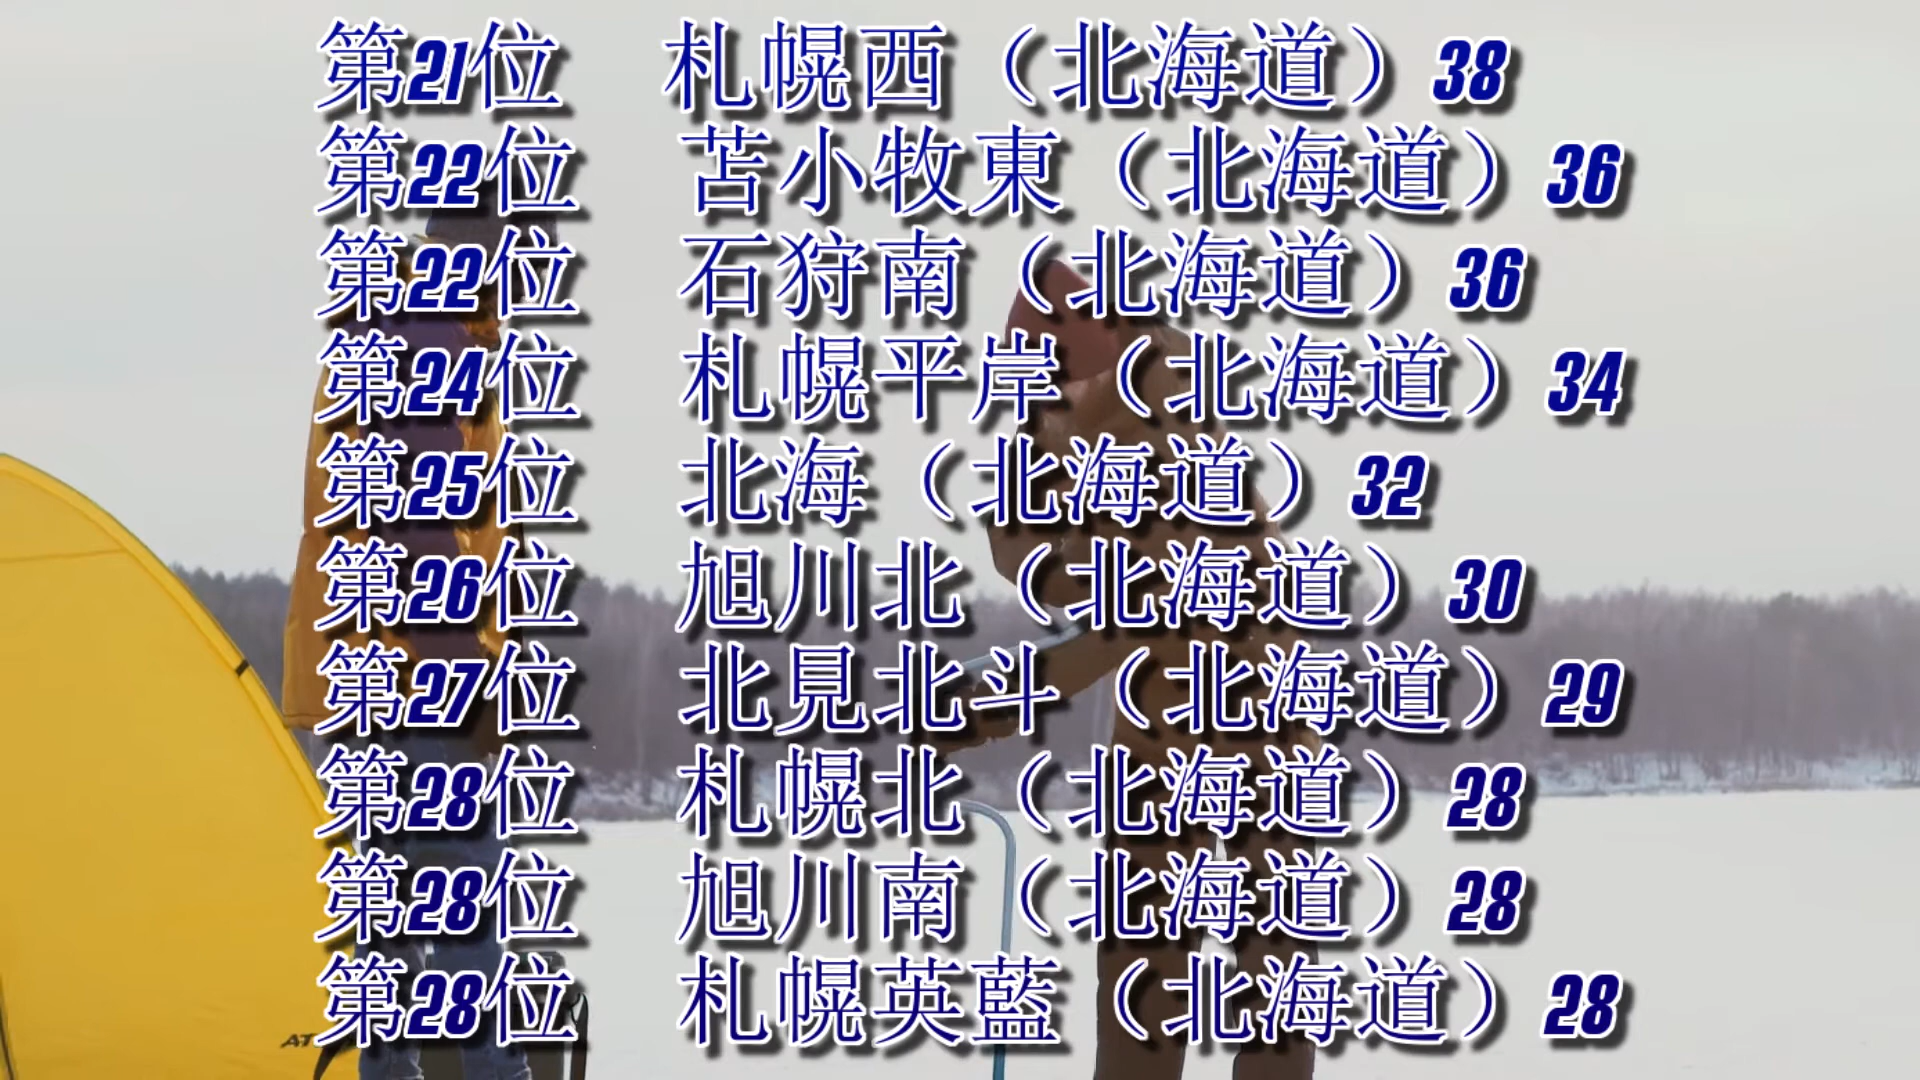 第21位 札幌西（北海道）38
第22位 苫小牧東（北海道）36
第22位 石狩南（北海道）36
第24位 札幌平岸（北海道）34
第25位 北海（北海道）32
第26位 旭川北（北海道）30
第27位 北見北斗（北海道）29
第28位 札幌北（北海道）28
第28位 旭川南（北海道）28
第28位 札幌英藍（北海道）28